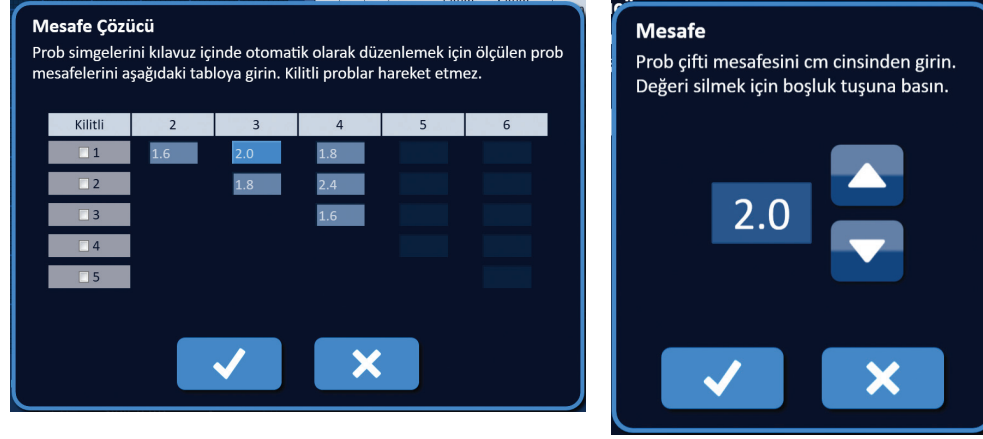 Mesafe Çözücü
Prob simgelerini kılavuz içinde otomatik olarak düzenlemek için ölçülen prob
mesafelerini aşağıdaki tabloya girin. Kilitli problar hareket etmez.
Kilitli 2 3 4 5 6
1 1.6 2.0 1.8
2 1.8 2.4
3 1.6
4
5
Mesafe
Prob çifti mesafesini cm cinsinden girin.
Değeri silmek için boşluk tuşuna basın.
2.0